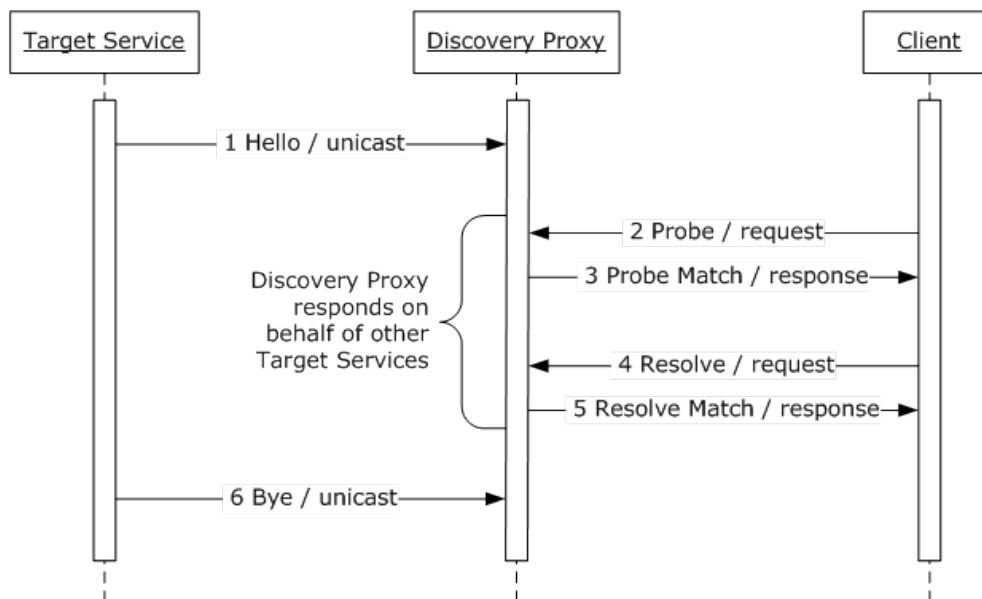 Target Service
Discovery Proxy
Client
1 Hello / unicast
2 Probe / request
3 Probe Match / response
Discovery Proxy
responds on
behalf of other
Target Services
4 Resolve / request
5 Resolve Match / response
6 Bye / unicast